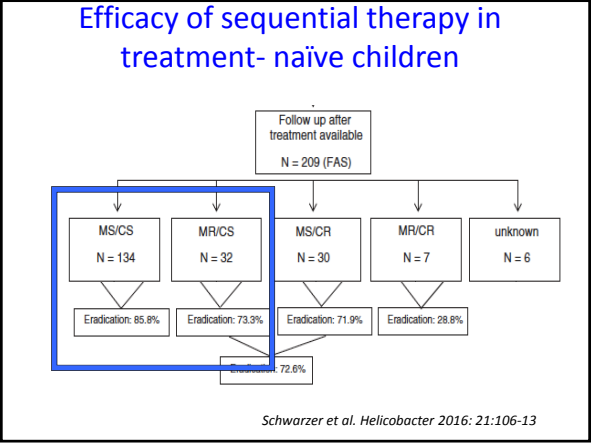 Efficacy of sequential therapy in
treatment- naïve children
Follow up after
treatment available
N = 209 (FAS)
MS/CS
N = 134
MR/CS
N = 32
MS/CR
N = 30
MR/CR
N = 7
unknown
N = 6
Eradication: 85.8%
Eradication: 73.3%
Eradication: 71.9%
Eradication: 28.8%
Eradication: 72.6%
Schwarzer et al. Helicobacter 2016: 21:106-13